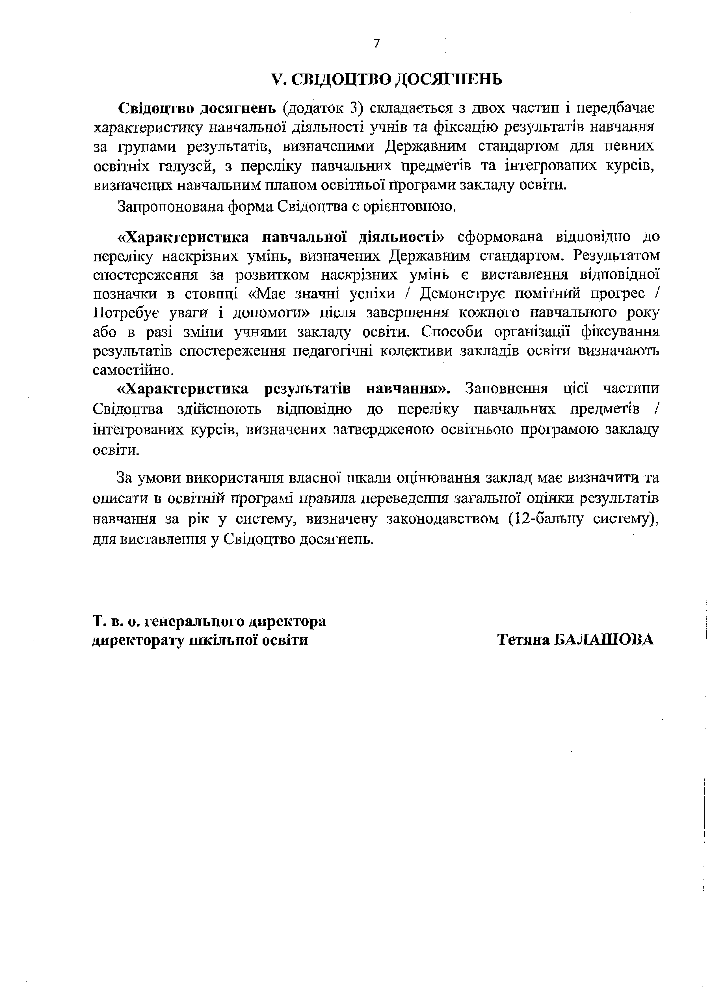 7
V. СВІДОЦТВО ДОСЯГНЕНЬ
Свідоцтво досягнень (додаток 3) складається з двох частин і передбачає
характеристику навчальної діяльності учнів та фіксацію результатів навчання
за групами результатів, визначеними Державним стандартом для певних
освітніх галузей, з переліку навчальних предметів та інтегрованих курсів,
визначених навчальним планом освітньої програми закладу освіти.
Запропонована форма Свідоцтва є орієнтовною.
«Характеристика навчальної діяльності» сформована відповідно до
переліку наскрізних умінь, визначених Державним стандартом. Результатом
спостереження за розвитком наскрізних умінь є виставлення відповідної
позначки в стовпці «Має значні успіхи / Демонструє помітний прогрес /
Потребує уваги і допомоги» після завершення кожного навчального року
або в разі зміни учнями закладу освіти. Способи організації фіксування
результатів спостереження педагогічні колективи закладів освіти визначають
самостійно.
«Характеристика результатів навчання». Заповнення цієї частини
Свідоцтва здійснюють відповідно до переліку навчальних предметів /
інтегрованих курсів, визначених затвердженою освітньою програмою закладу
освіти.
За умови використання власної шкали оцінювання заклад має визначити та
описати в освітній програмі правила переведення загальної оцінки результатів
навчання за рік у систему, визначену законодавством (12-бальну систему),
для виставлення у Свідоцтво досягнень.
Т. в. о. генерального директора
директорату шкільної освіти Тетяна БАЛАШОВА